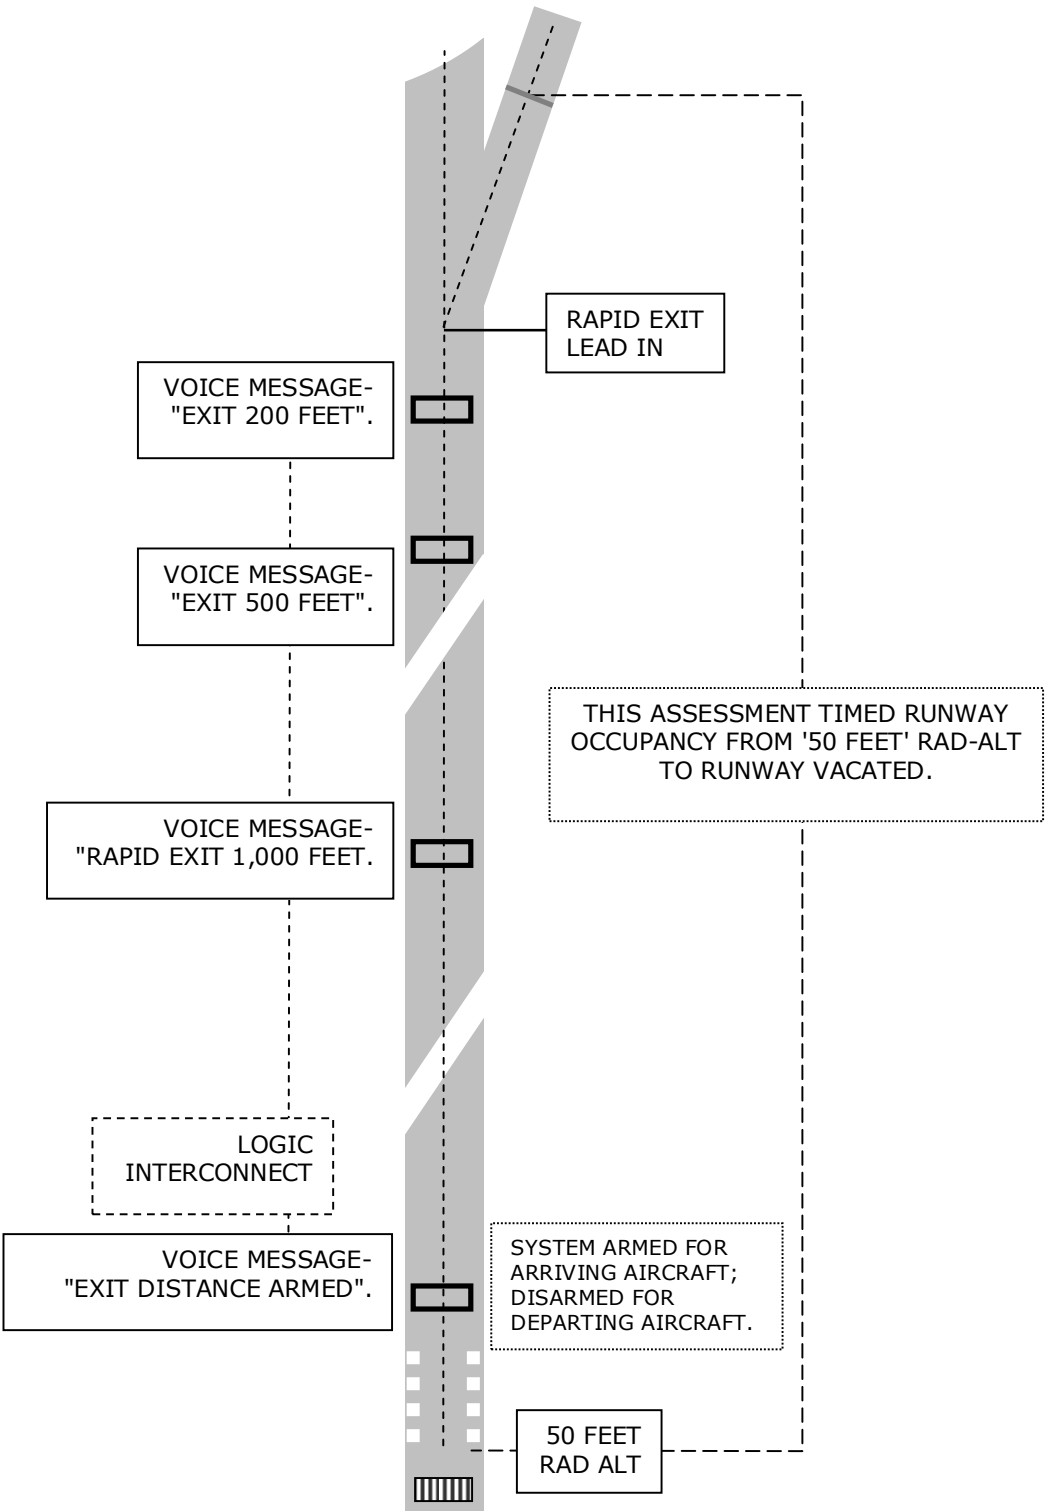 RAPID EXIT
LEAD IN
VOICE MESSAGE-
"EXIT 200 FEET".
VOICE MESSAGE-
"EXIT 500 FEET".
THIS ASSESSMENT TIMED RUNWAY
OCCUPANCY FROM '50 FEET' RAD-ALT
TO RUNWAY VACATED.
VOICE MESSAGE-
"RAPID EXIT 1,000 FEET.
LOGIC
INTERCONNECT
VOICE MESSAGE-
"EXIT DISTANCE ARMED".
SYSTEM ARMED FOR
ARRIVING AIRCRAFT;
DISARMED FOR
DEPARTING AIRCRAFT.
50 FEET
RAD ALT